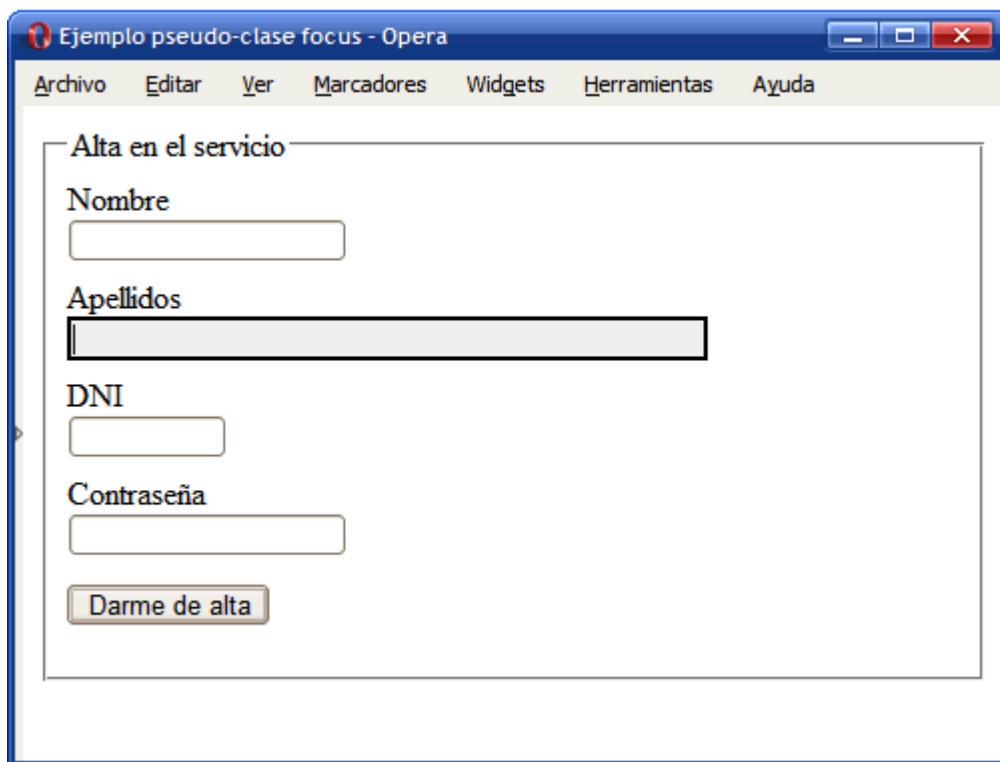 Ejemplo pseudo-clase focus - Opera
Archivo Editar Ver Marcadores Widgets Herramientas Ayuda
Alta en el servicio
Nombre
Apellidos
DNI
Contraseña
Darme de alta